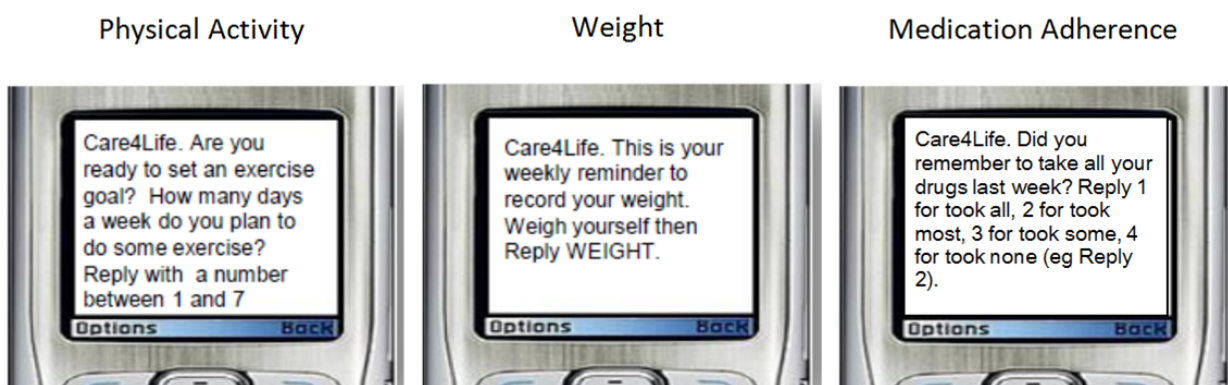 Physical Activity
Weight
Medication Adherence
Care4Life. Are you
ready to set an exercise
goal?  How many days
a week do you plan to
do some exercise?
Reply with  a number
between 1 and 7
Options
Back
Care4Life. This is your
weekly reminder to
record your weight.
Weigh yourself then
Reply WEIGHT.
Options
Back
Care4Life. Did you
remember to take all your
drugs last week? Reply 1
for took all, 2 for took
most, 3 for took some, 4
for took none (eg Reply
2).
Options
Back